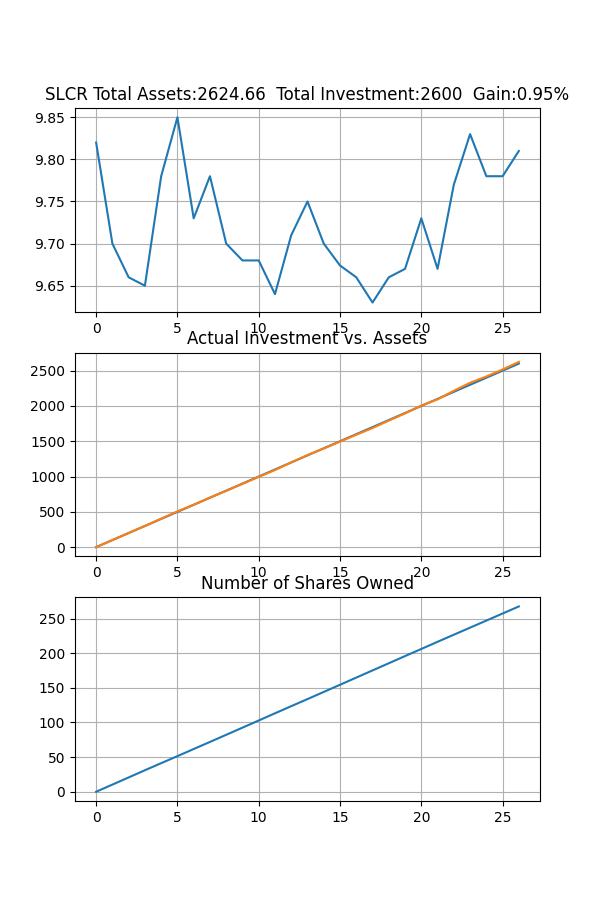 SLCR Total Assets:2624.66  Total Investment:2600  Gain:0.95%
9.85
9.80
9.75
9.70
9.65
0 5 10 15 20 25
Actual Investment vs. Assets
2500
2000
1500
1000
500
0
0 5 10 15 20 25
Number of Shares Owned
250
200
150
100
50
0
0 5 10 15 20 25